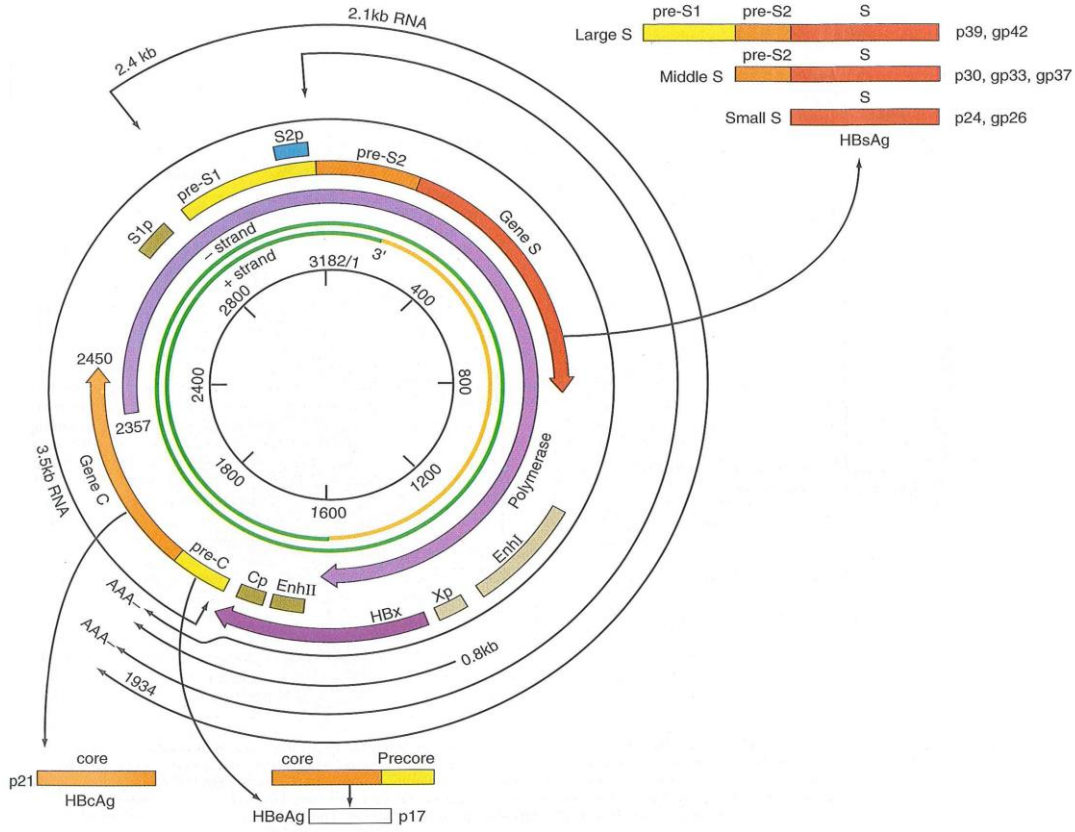 pre-S1 pre-S2 S
Large S p39, gp42
pre-S2 S
Middle S p30, gp33, gp37
S
Small S p24, gp26
HBsAg
2.1kb RNA
2.4 kb
S2p
pre-S1
pre-S2
S1p
Gene S
– strand
+ strand
3'
3182/1
400
800
1200
1600
1800
2400
2800
2450
2357
Polymerase
3.5kb RNA
Gene C
pre-C
Cp
EnhII
HBx
Xp
EnhI
AAA–
AAA–
0.8kb
1934
core
p21
HBcAg
core Precore
HBeAg p17